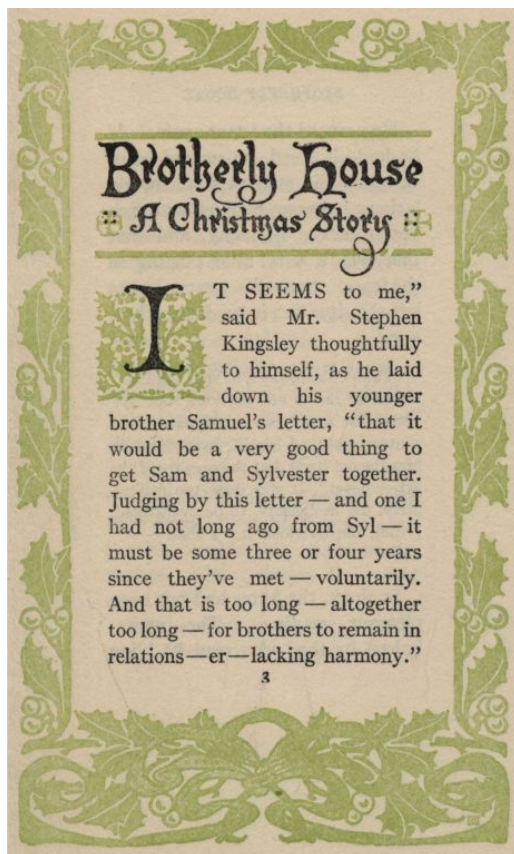 Brotherly House
A Christmas Story
IT SEEMS to me,”
said Mr. Stephen
Kingsley thoughtfully
to himself, as he laid
down his younger
brother Samuel’s letter, “that it
would be a very good thing to
get Sam and Sylvester together.
Judging by this letter — and one I
had not long ago from Syl — it
must be some three or four years
since they’ve met — voluntarily.
And that is too long — altogether
too long — for brothers to remain in
relations—er—lacking harmony.”
3